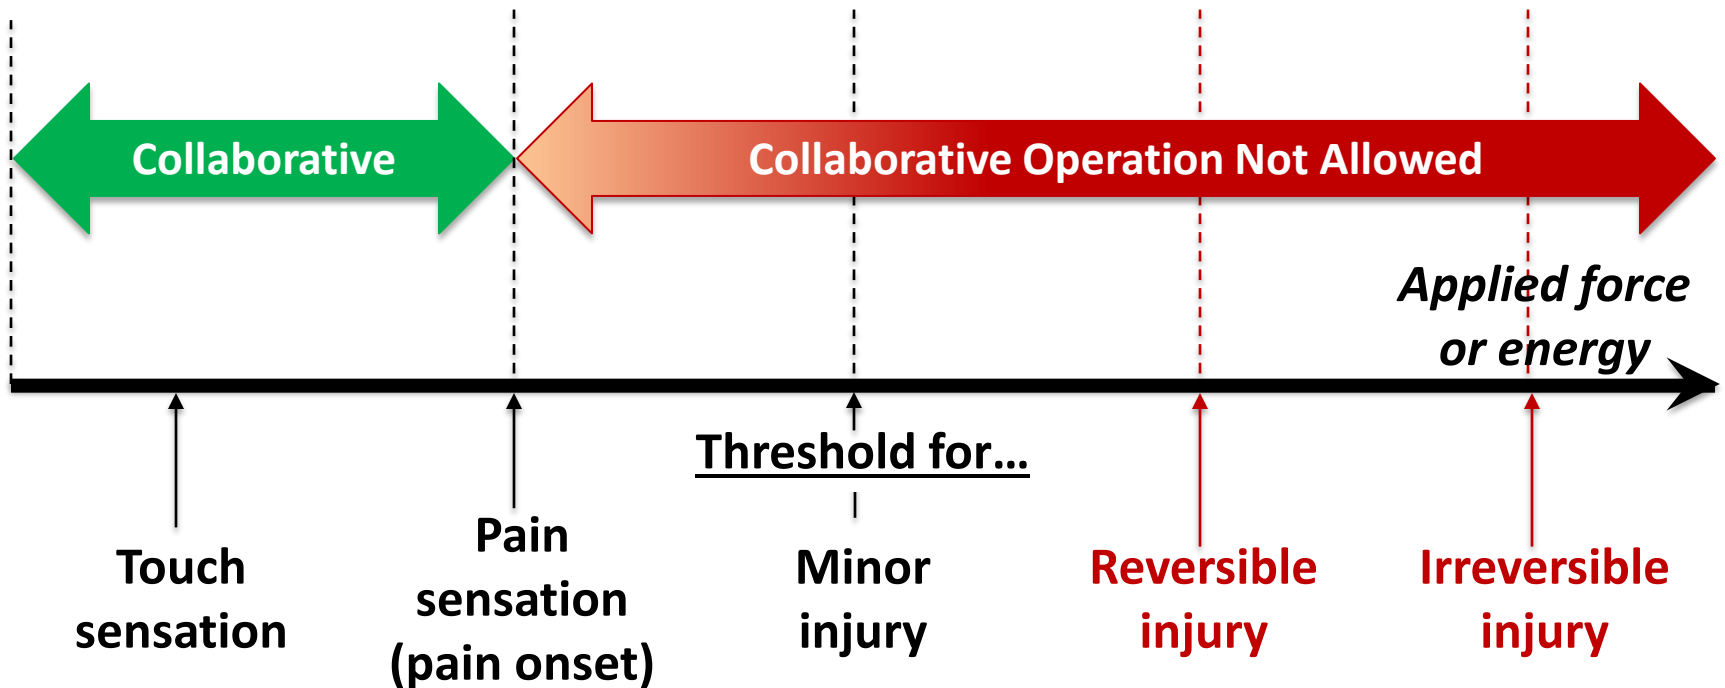 Collaborative
Collaborative Operation Not Allowed
Applied force
or energy
Threshold for…
Touch
sensation
Pain
sensation
(pain onset)
Minor
injury
Reversible
injury
Irreversible
injury